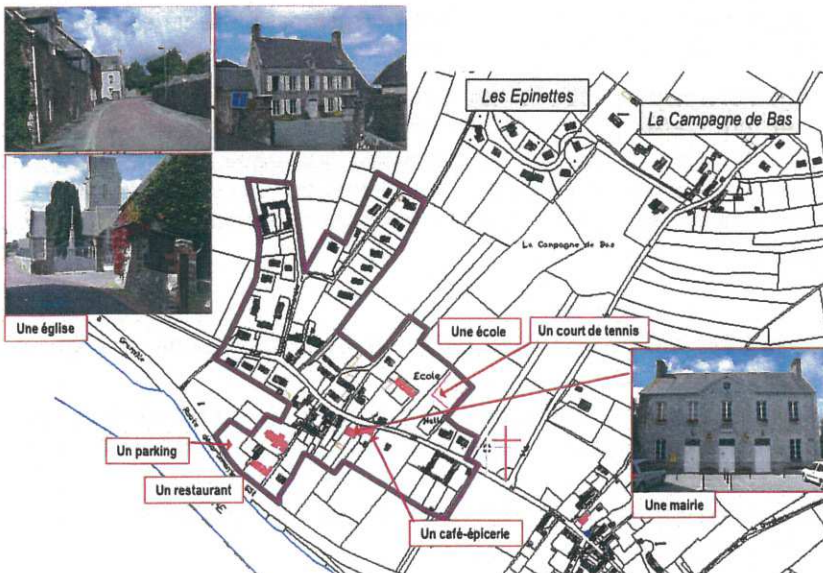 Les Epinettes
La Campagne de Bas
La Campagne de Bas
Une église
Une école
Un court de tennis
Ecole
Un parking
Un restaurant
Un café-épicerie
Une mairie